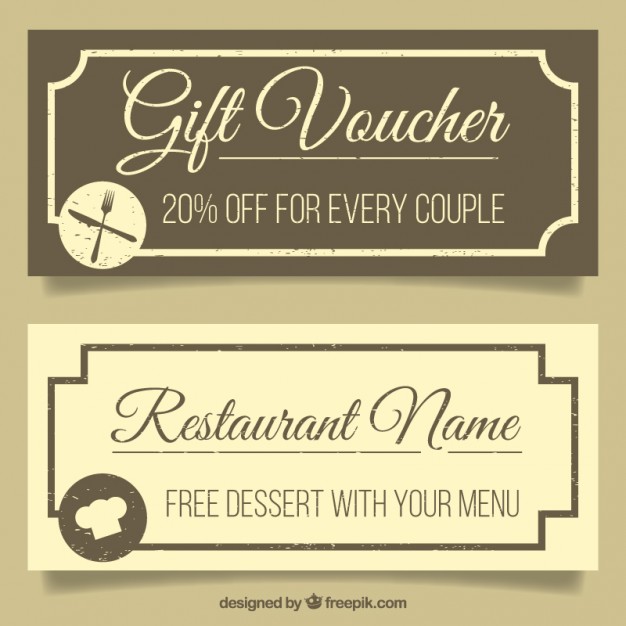 Gift Voucher
20% OFF FOR EVERY COUPLE
Restaurant Name
FREE DESSERT WITH YOUR MENU
designed by freepik.com